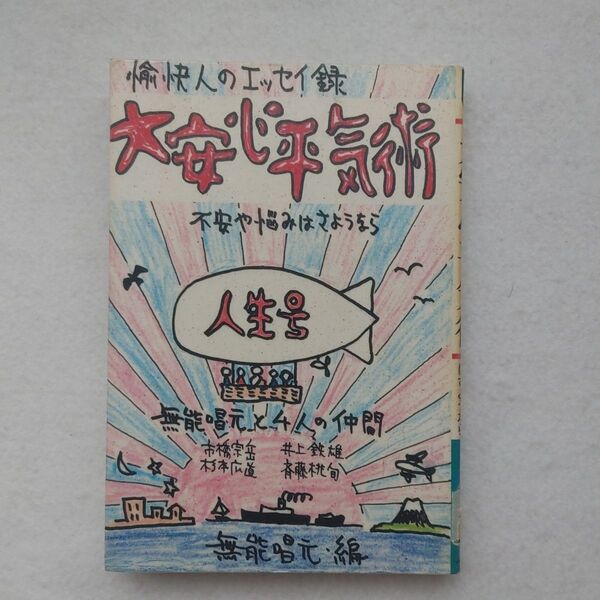 愉快人のエッセイ録
大安心平気術
不安や悩みはさようなら
人生号
無能唱元と4人の仲間
市橋宗岳 井上鉄雄
杉本広道 斉藤桃旬
無能唱元・編